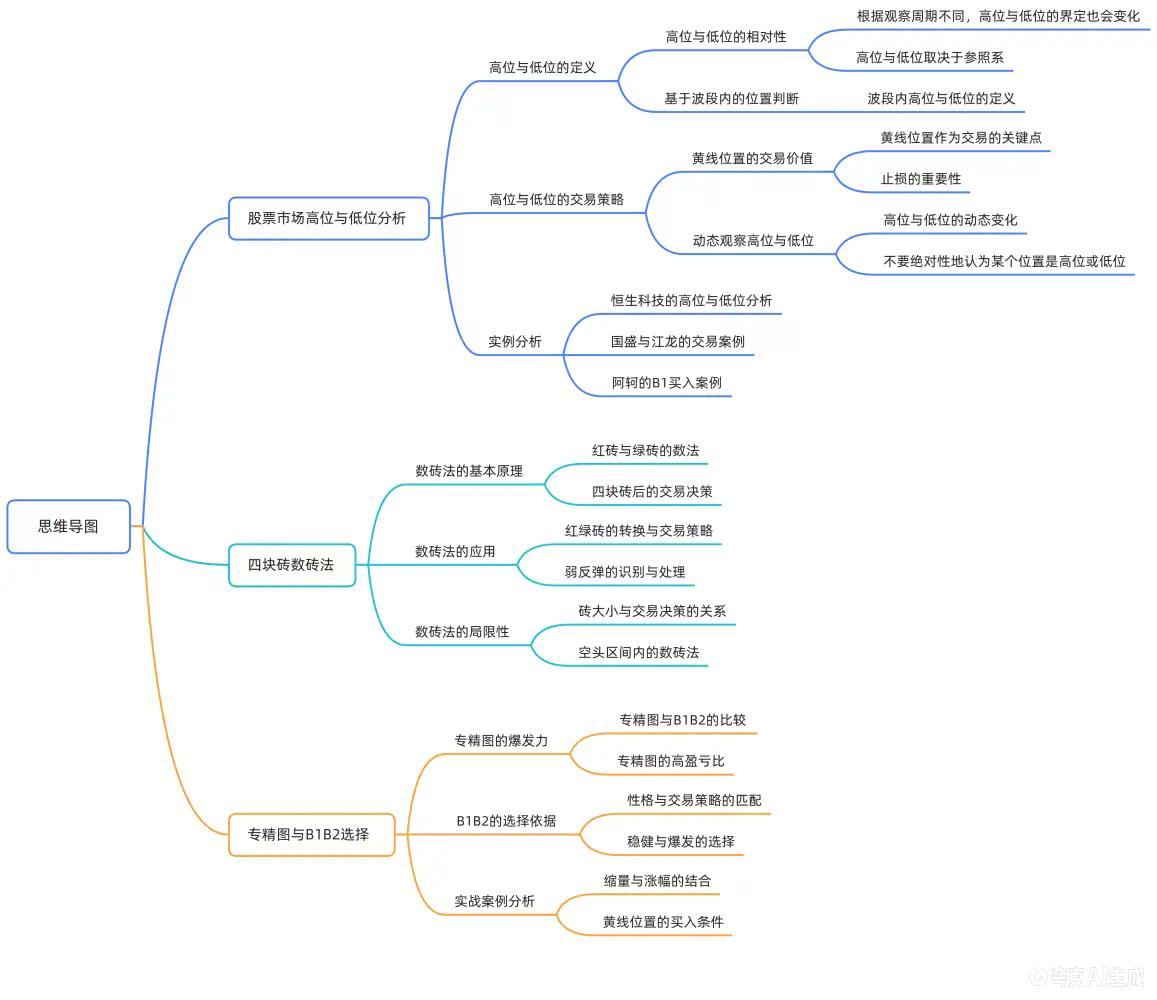 思维导图
股票市场高位与低位分析
高位与低位的定义
高位与低位的相对性
根据观察周期不同，高位与低位的界定也会变化
高位与低位取决于参照系
基于波段内的位置判断
波段内高位与低位的定义
高位与低位的交易策略
黄线位置的交易价值
黄线位置作为交易的关键点
止损的重要性
动态观察高位与低位
高位与低位的动态变化
不要绝对性地认为某个位置是高位或低位
实例分析
恒生科技的高位与低位分析
国盛与江龙的交易案例
阿轲的B1买入案例
四块砖数砖法
数砖法的基本原理
红砖与绿砖的数法
四块砖后的交易决策
数砖法的应用
红绿砖的转换与交易策略
弱反弹的识别与处理
数砖法的局限性
砖大小与交易决策的关系
空头区间内的数砖法
专精图与B1B2选择
专精图的爆发力
专精图与B1B2的比较
专精图的高盈亏比
B1B2的选择依据
性格与交易策略的匹配
稳健与爆发的选择
实战案例分析
缩量与涨幅的结合
黄线位置的买入条件
夸克AI生成